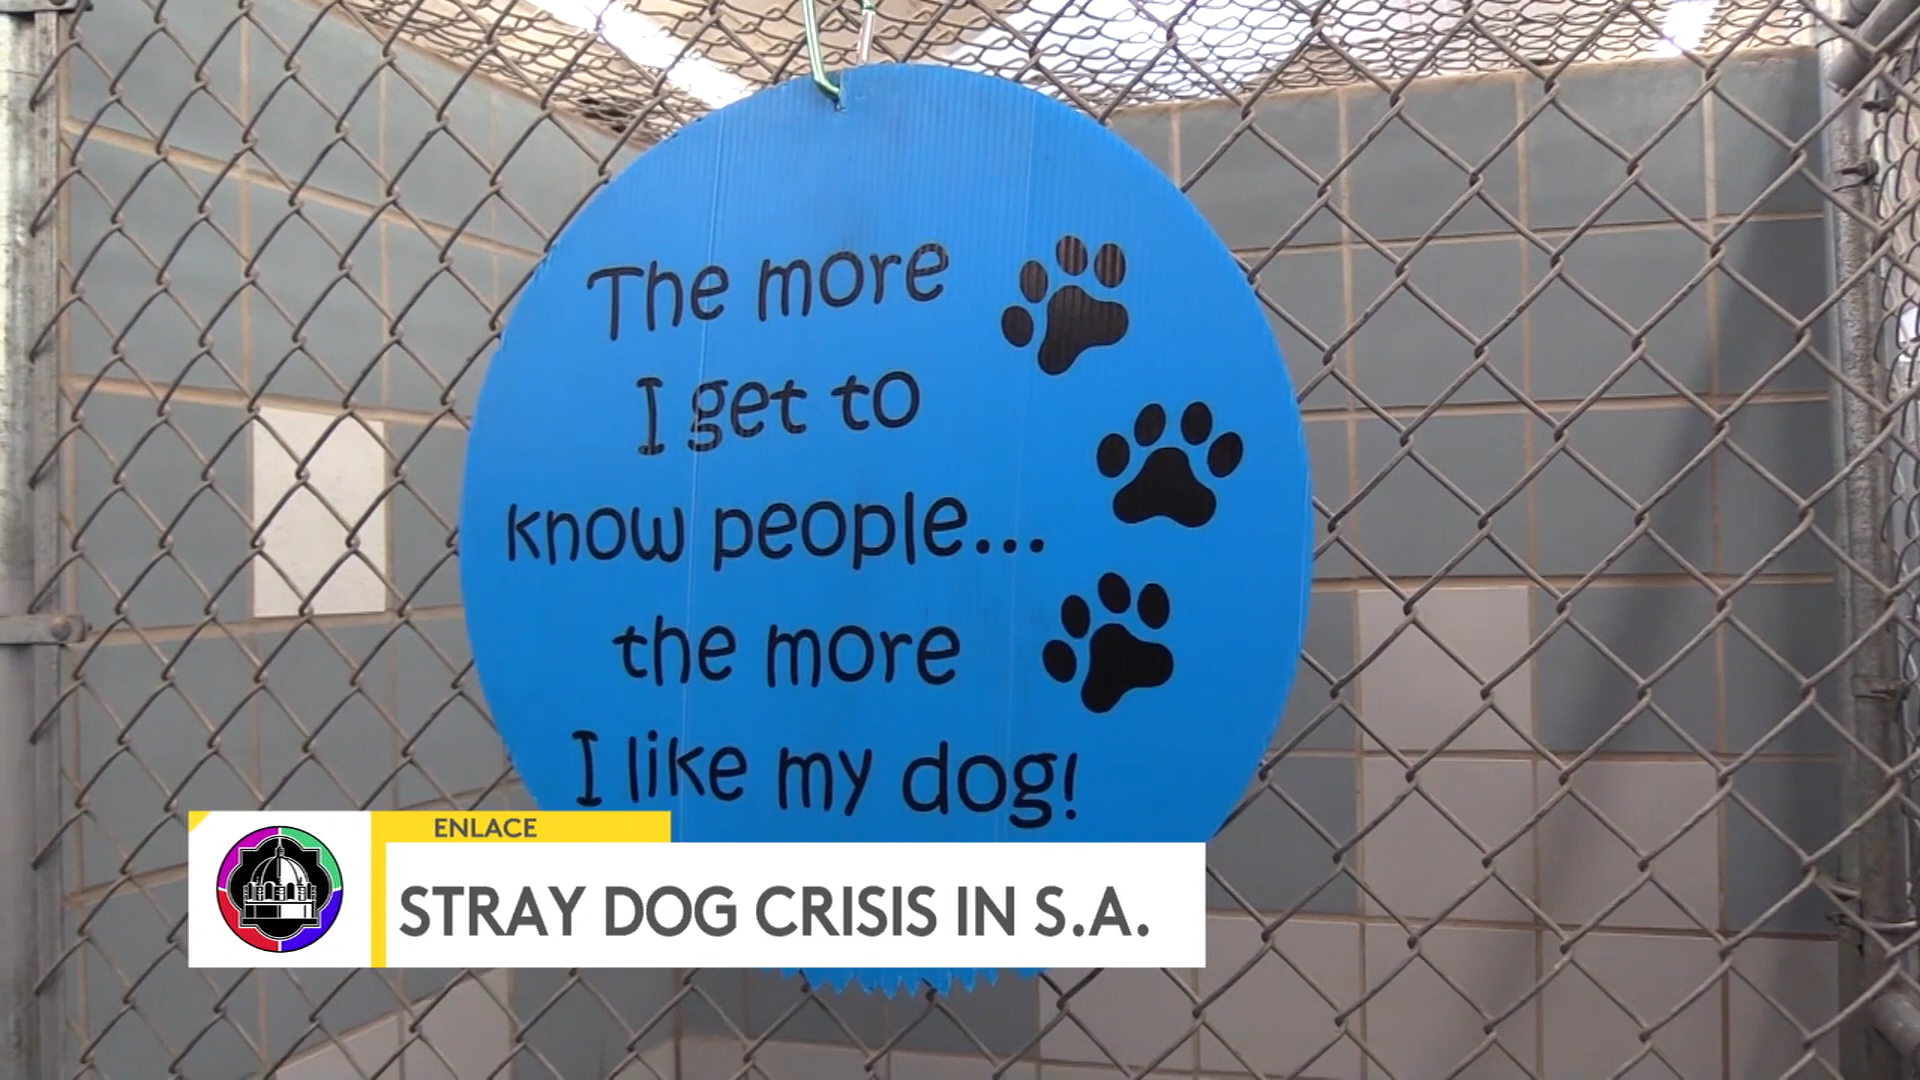 The more
I get to
know people...
the more
I like my dog!
ENLACE
STRAY DOG CRISIS IN S.A.